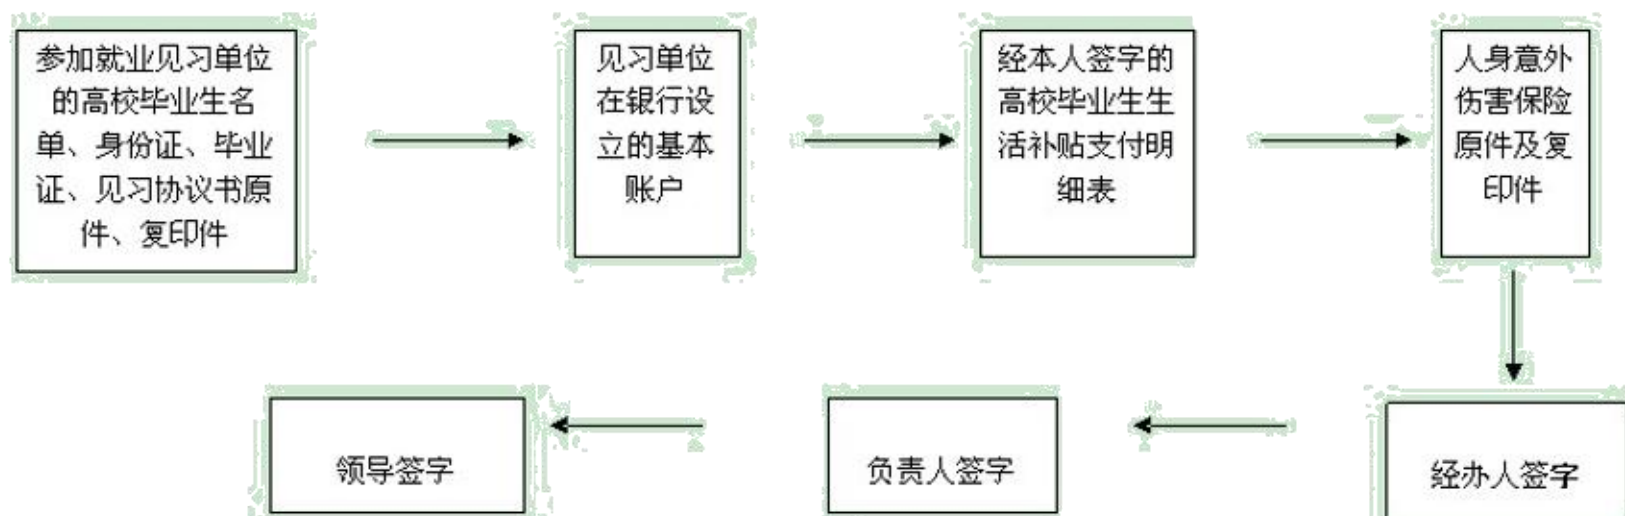 参加就业见习单位
的高校毕业生名
单、身份证、毕业
证、见习协议书原
件、复印件
见习单位
在银行设
立的基本
账户
经本人签字的
高校毕业生生
活补贴支付明
细表
人身意外
伤害保险
原件及复
印件
经办人签字
负责人签字
领导签字